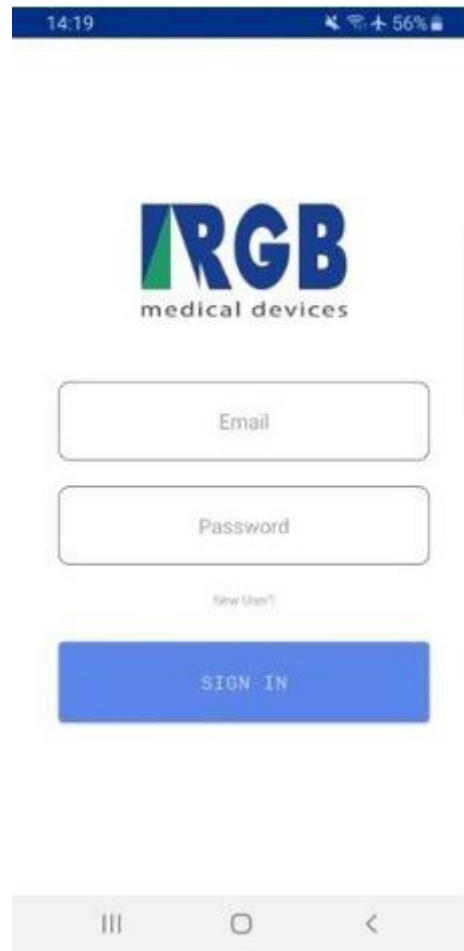 14:19 56%
RGB
medical devices
Email
Password
New User?
SIGN IN